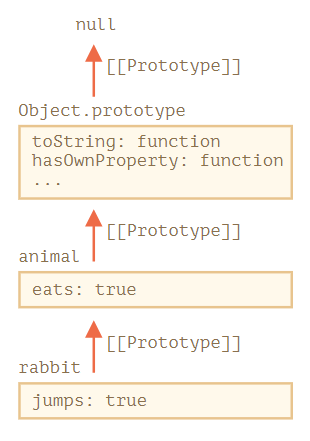 null
[[Prototype]]
Object.prototype
toString: function
hasOwnProperty: function
...
[[Prototype]]
animal
eats: true
[[Prototype]]
rabbit
jumps: true